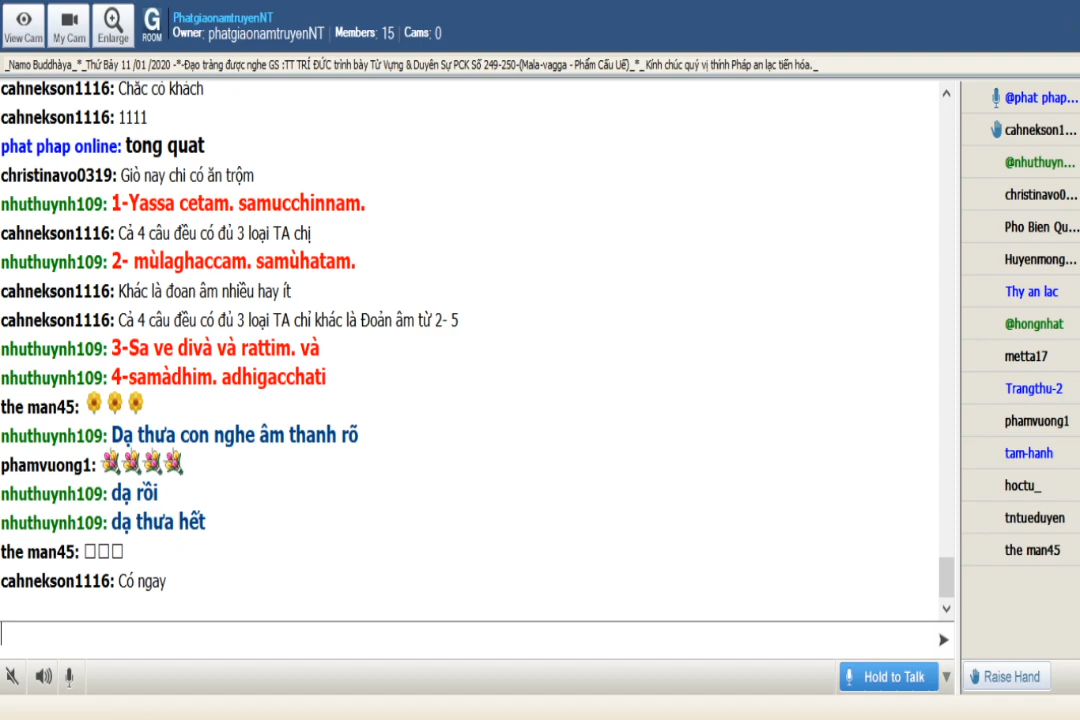 View Cam
My Cam
Enlarge
G
ROOM
PhatgiaonamtruyenNT
Owner: phatgiaonamtruyenNT Members: 15 Cams: 0
_Namo Buddhàya_*_Thứ Bảy 11 /01 /2020 -*-Đạo tràng được nghe GS :TT TRÍ ĐỨC trình bày Từ Vựng & Duyên Sự PCK Số 249-250-(Mala-vagga - Phẩm Cấu Uế)_*_ Kính chúc quý vị thính Pháp an lạc tiến hóa._
cahnekson1116: Chắc có khách
cahnekson1116: 1111
phat phap online: tong quat
christinavo0319: Giò nay chi có ăn trộm
nhuthuynh109: 1-Yassa cetam. samucchinnam.
cahnekson1116: Cả 4 câu đều có đủ 3 loại TA chị
nhuthuynh109: 2- mùlaghaccam. samùhatam.
cahnekson1116: Khác là đoan âm nhiều hay ít
cahnekson1116: Cả 4 câu đều có đủ 3 loại TA chỉ khác là Đoản âm từ 2- 5
nhuthuynh109: 3-Sa ve divà và rattim. và
nhuthuynh109: 4-samàdhim. adhigacchati
the man45:
nhuthuynh109: Dạ thưa con nghe âm thanh rõ
phamvuong1:
nhuthuynh109: dạ rồi
nhuthuynh109: dạ thưa hết
the man45:
cahnekson1116: Có ngay
@phat phap...
cahnekson1...
@nhuthuyn...
christinavo0...
Pho Bien Qu...
Huyenmong...
Thy an lac
@hongnhat
metta17
Trangthu-2
phamvuong1
tam-hanh
hoctu_
tntueduyen
the man45
Hold to Talk
Raise Hand